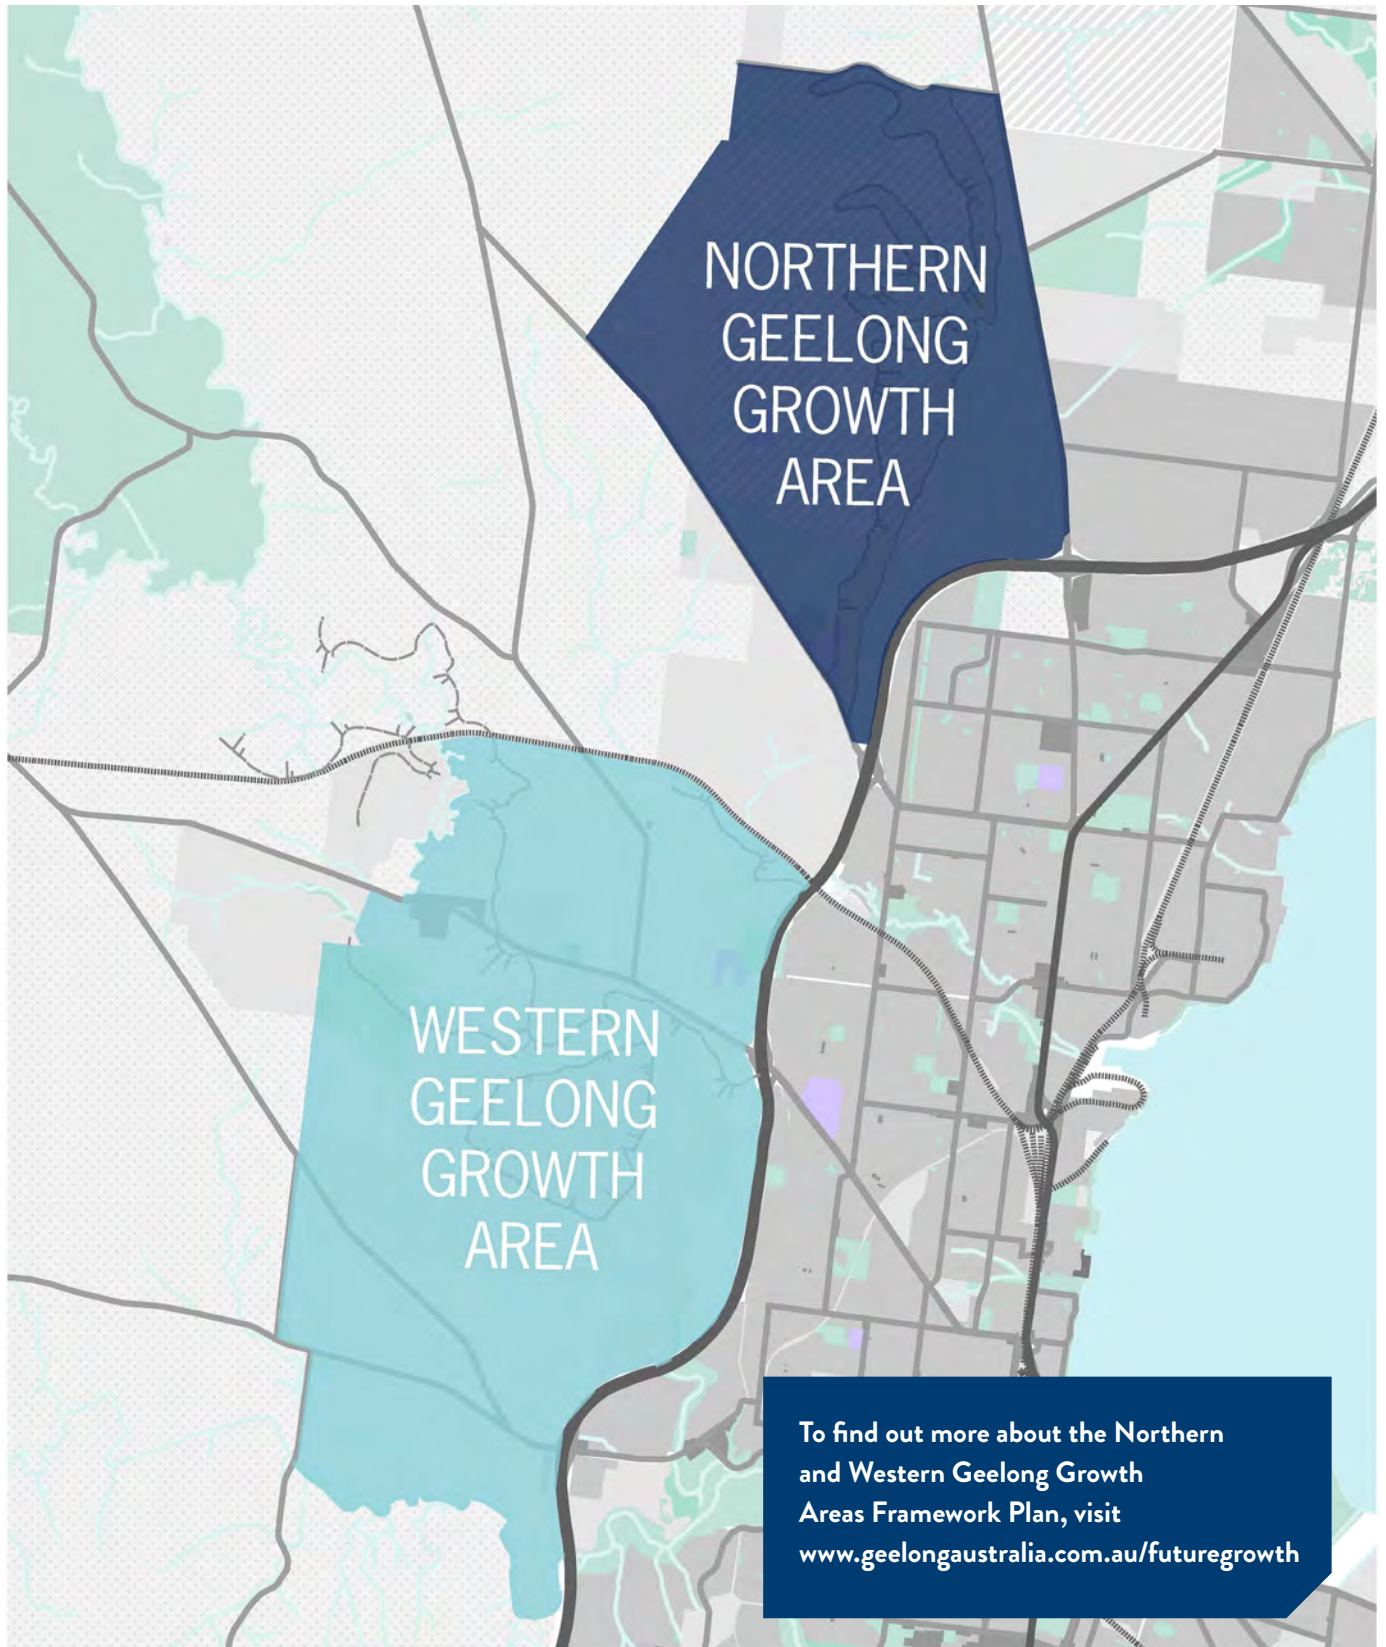 NORTHERN
GEELONG
GROWTH
AREA
WESTERN
GEELONG
GROWTH
AREA
To find out more about the Northern
and Western Geelong Growth
Areas Framework Plan, visit
www.geelongaustralia.com.au/futuregrowth